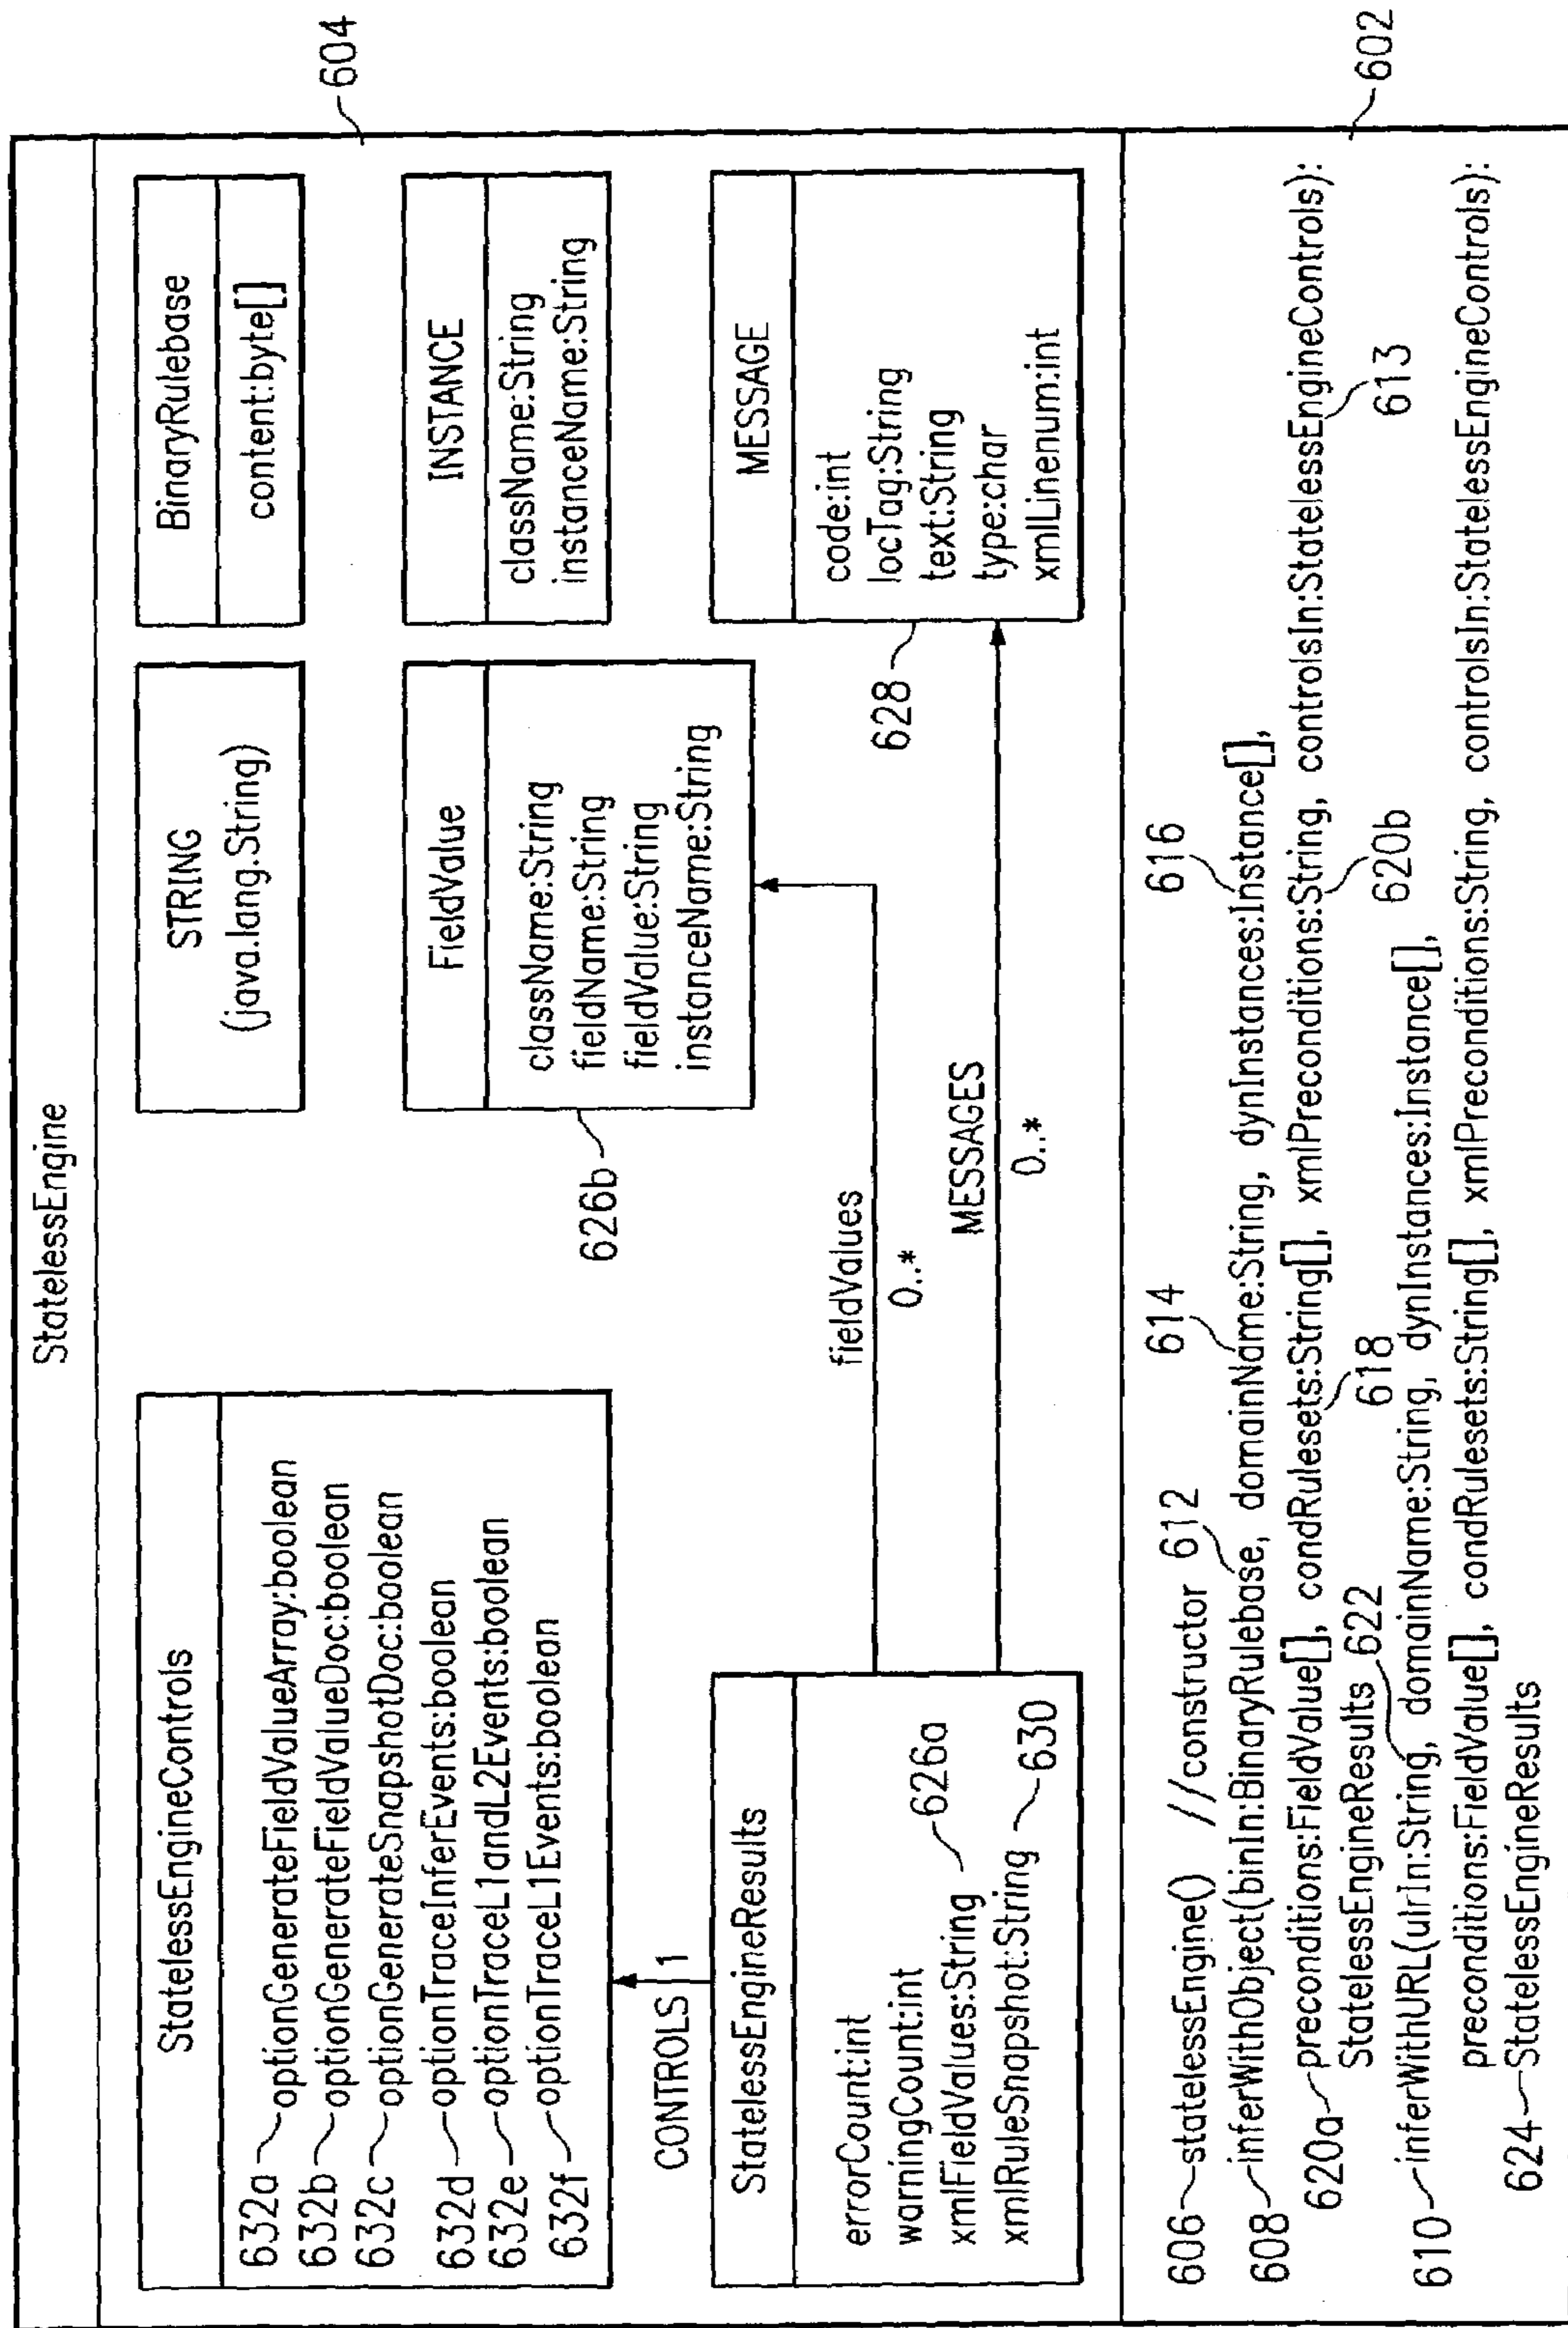 StatelessEngine
604
StatelessEngineControls
632a optionGenerateFieldValueArray:boolean
632b optionGenerateFieldValueDoc:boolean
632c optionGenerateSnapshotDoc:boolean
632d optionTraceInferEvents:boolean
632e optionTraceL1andL2Events:boolean
632f optionTraceL1Events:boolean
STRING
(java.lang.String)
BinaryRulebase
content:byte[]
FieldValue
className:String
fieldName:String
fieldValue:String
instanceName:String
626b
INSTANCE
className:String
instanceName:String
CONTROLS 1
StatelessEngineResults
errorCount:int
warningCount:int
xmlFieldValues:String 626a
xmlRuleSnapshot:String 630
fieldValues
0..*
MESSAGES
0..*
628
MESSAGE
code:int
locTag:String
text:String
type:char
xmlLinenum:int
602
606 statelessEngine() //constructor 612 614 616
608 inferWithObject(binIn:BinaryRulebase, domainName:String, dynInstances:Instance[],
620a preconditions:FieldValue[], condRulesets:String[], xmlPreconditions:String, controlsIn:StatelessEngineControls):
StatelessEngineResults 622 618 620b 613
610 inferWithURL(urlIn:String, domainName:String, dynInstances:Instance[],
preconditions:FieldValue[], condRulesets:String[], xmlPreconditions:String, controlsIn:StatelessEngineControls):
624 StatelessEngineResults